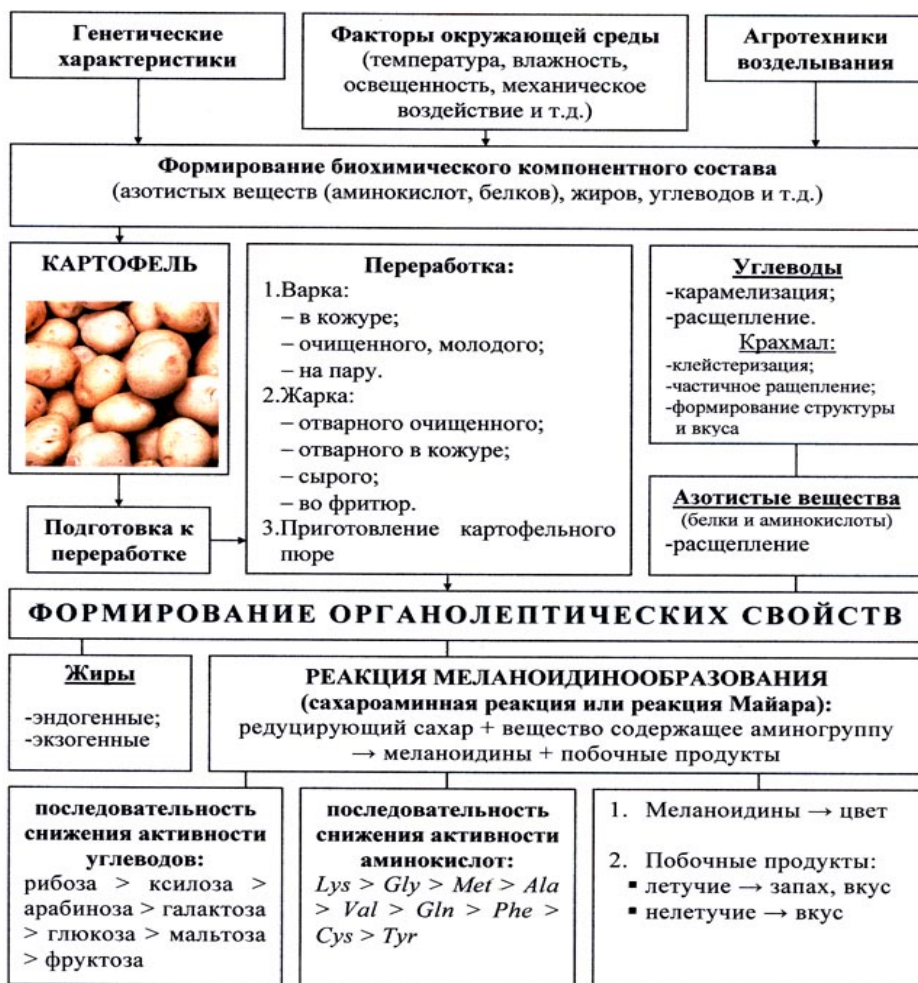 Генетические
характеристики
Факторы окружающей среды
(температура, влажность,
освещенность, механическое
воздействие и т.д.)
Агротехники
возделывания
Формирование биохимического компонентного состава
(азотистых веществ (аминокислот, белков), жиров, углеводов и т.д.)
КАРТОФЕЛЬ
Подготовка к
переработке
Переработка:
1.Варка:
– в кожуре;
– очищенного, молодого;
– на пару.
2.Жарка:
– отварного очищенного;
– отварного в кожуре;
– сырого;
– во фритюр.
3.Приготовление картофельного
пюре
Углеводы
-карамелизация;
-расщепление.
Крахмал:
-клейстеризация;
-частичное ращепление;
-формирование структуры
и вкуса
Азотистые вещества
(белки и аминокислоты)
-расщепление
ФОРМИРОВАНИЕ ОРГАНОЛЕПТИЧЕСКИХ СВОЙСТВ
Жиры
-эндогенные;
-экзогенные
РЕАКЦИЯ МЕЛАНОИДИНООБРАЗОВАНИЯ
(сахароаминная реакция или реакция Майара):
редуцирующий сахар + вещество содержащее аминогруппу
→ меланоидины + побочные продукты
последовательность
снижения активности
углеводов:
рибоза > ксилоза >
арабиноза > галактоза
> глюкоза > мальтоза
> фруктоза
последовательность
снижения активности
аминокислот:
Lys > Gly > Met > Ala
> Val > Gln > Phe >
Cys > Tyr
1. Меланоидины → цвет
2. Побочные продукты:
▪ летучие → запах, вкус
▪ нелетучие → вкус